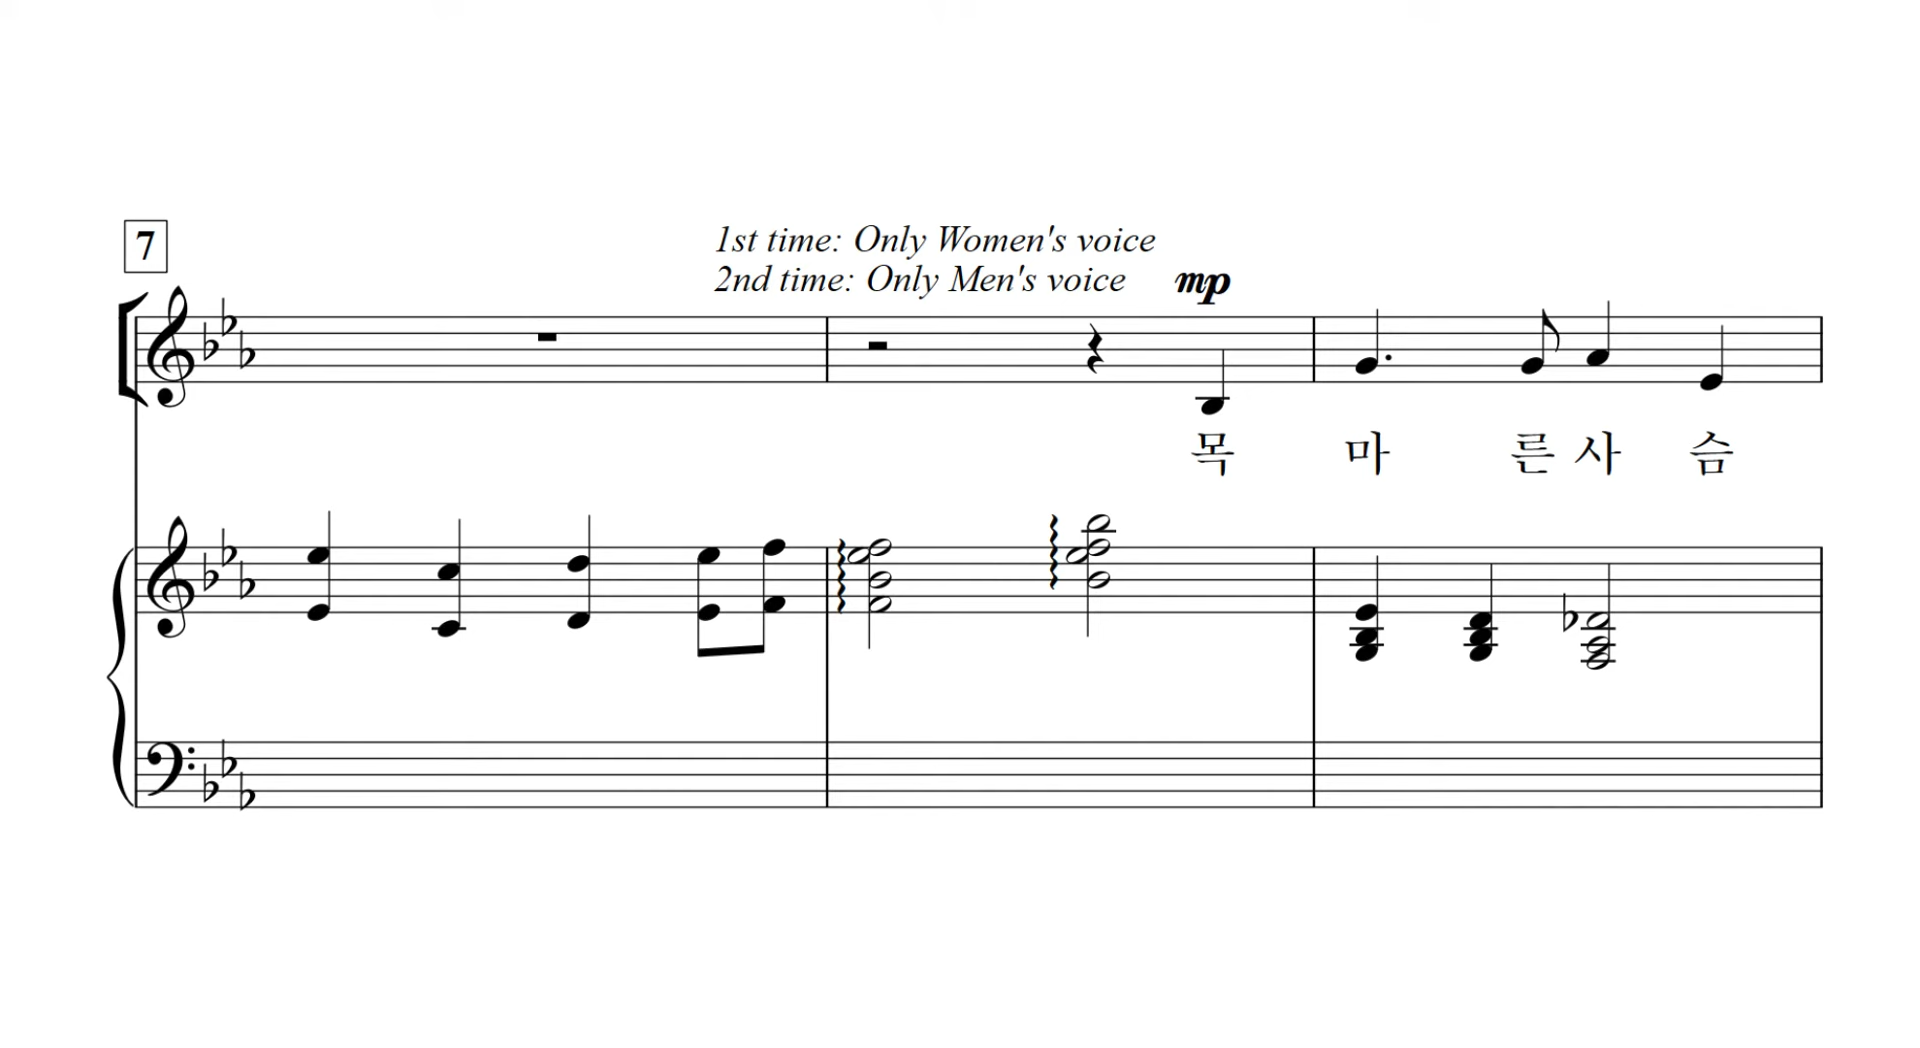 7
1st time: Only Women's voice
2nd time: Only Men's voice mp
목 마 른 사 슴